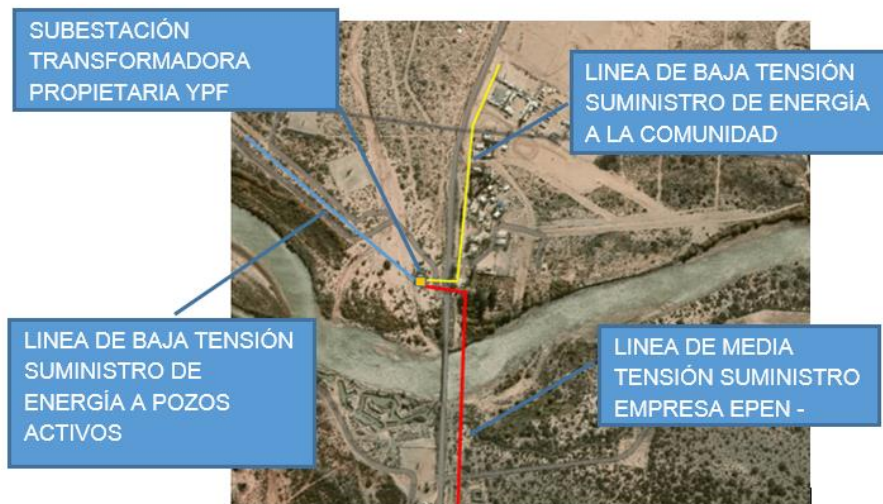 SUBESTACIÓN
TRANSFORMADORA
PROPIETARIA YPF
LINEA DE BAJA TENSIÓN
SUMINISTRO DE ENERGÍA
A LA COMUNIDAD
LINEA DE BAJA TENSIÓN
SUMINISTRO DE
ENERGÍA A POZOS
ACTIVOS
LINEA DE MEDIA
TENSIÓN SUMINISTRO
EMPRESA EPEN -